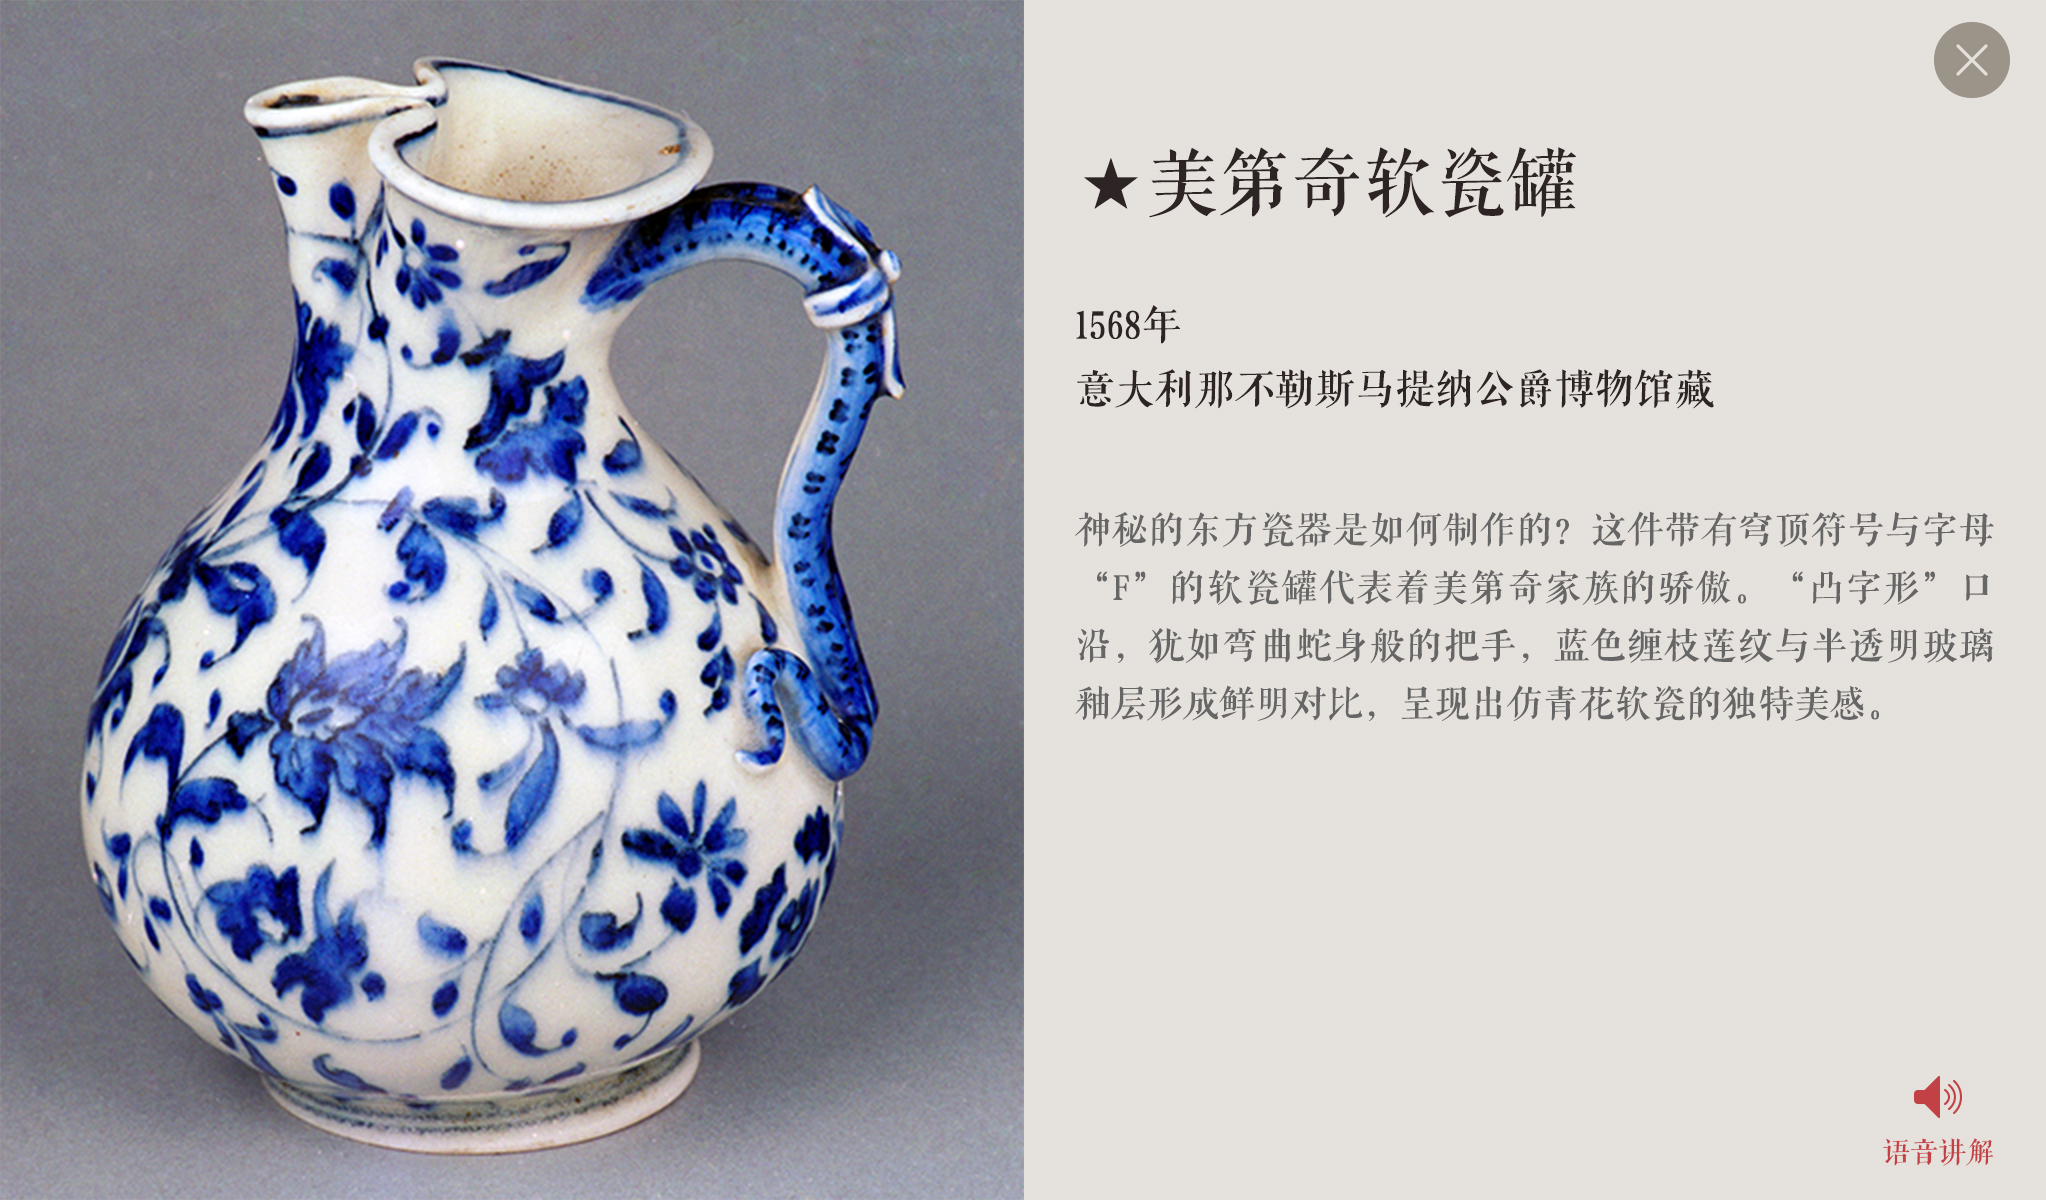 ★美第奇软瓷罐
1568年
意大利那不勒斯马提纳公爵博物馆藏
神秘的东方瓷器是如何制作的？这件带有穹顶符号与字母
“F”的软瓷罐代表着美第奇家族的骄傲。“凸字形”口
沿，犹如弯曲蛇身般的把手，蓝色缠枝莲纹与半透明玻璃
釉层形成鲜明对比，呈现出仿青花软瓷的独特美感。
语音讲解